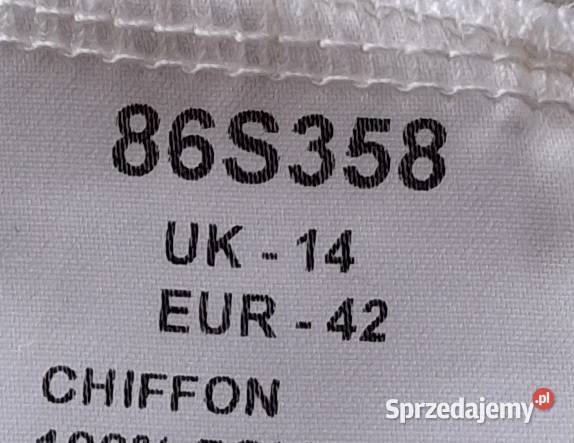 86S358
UK - 14
EUR - 42
CHIFFON
Sprzedajemy.pl